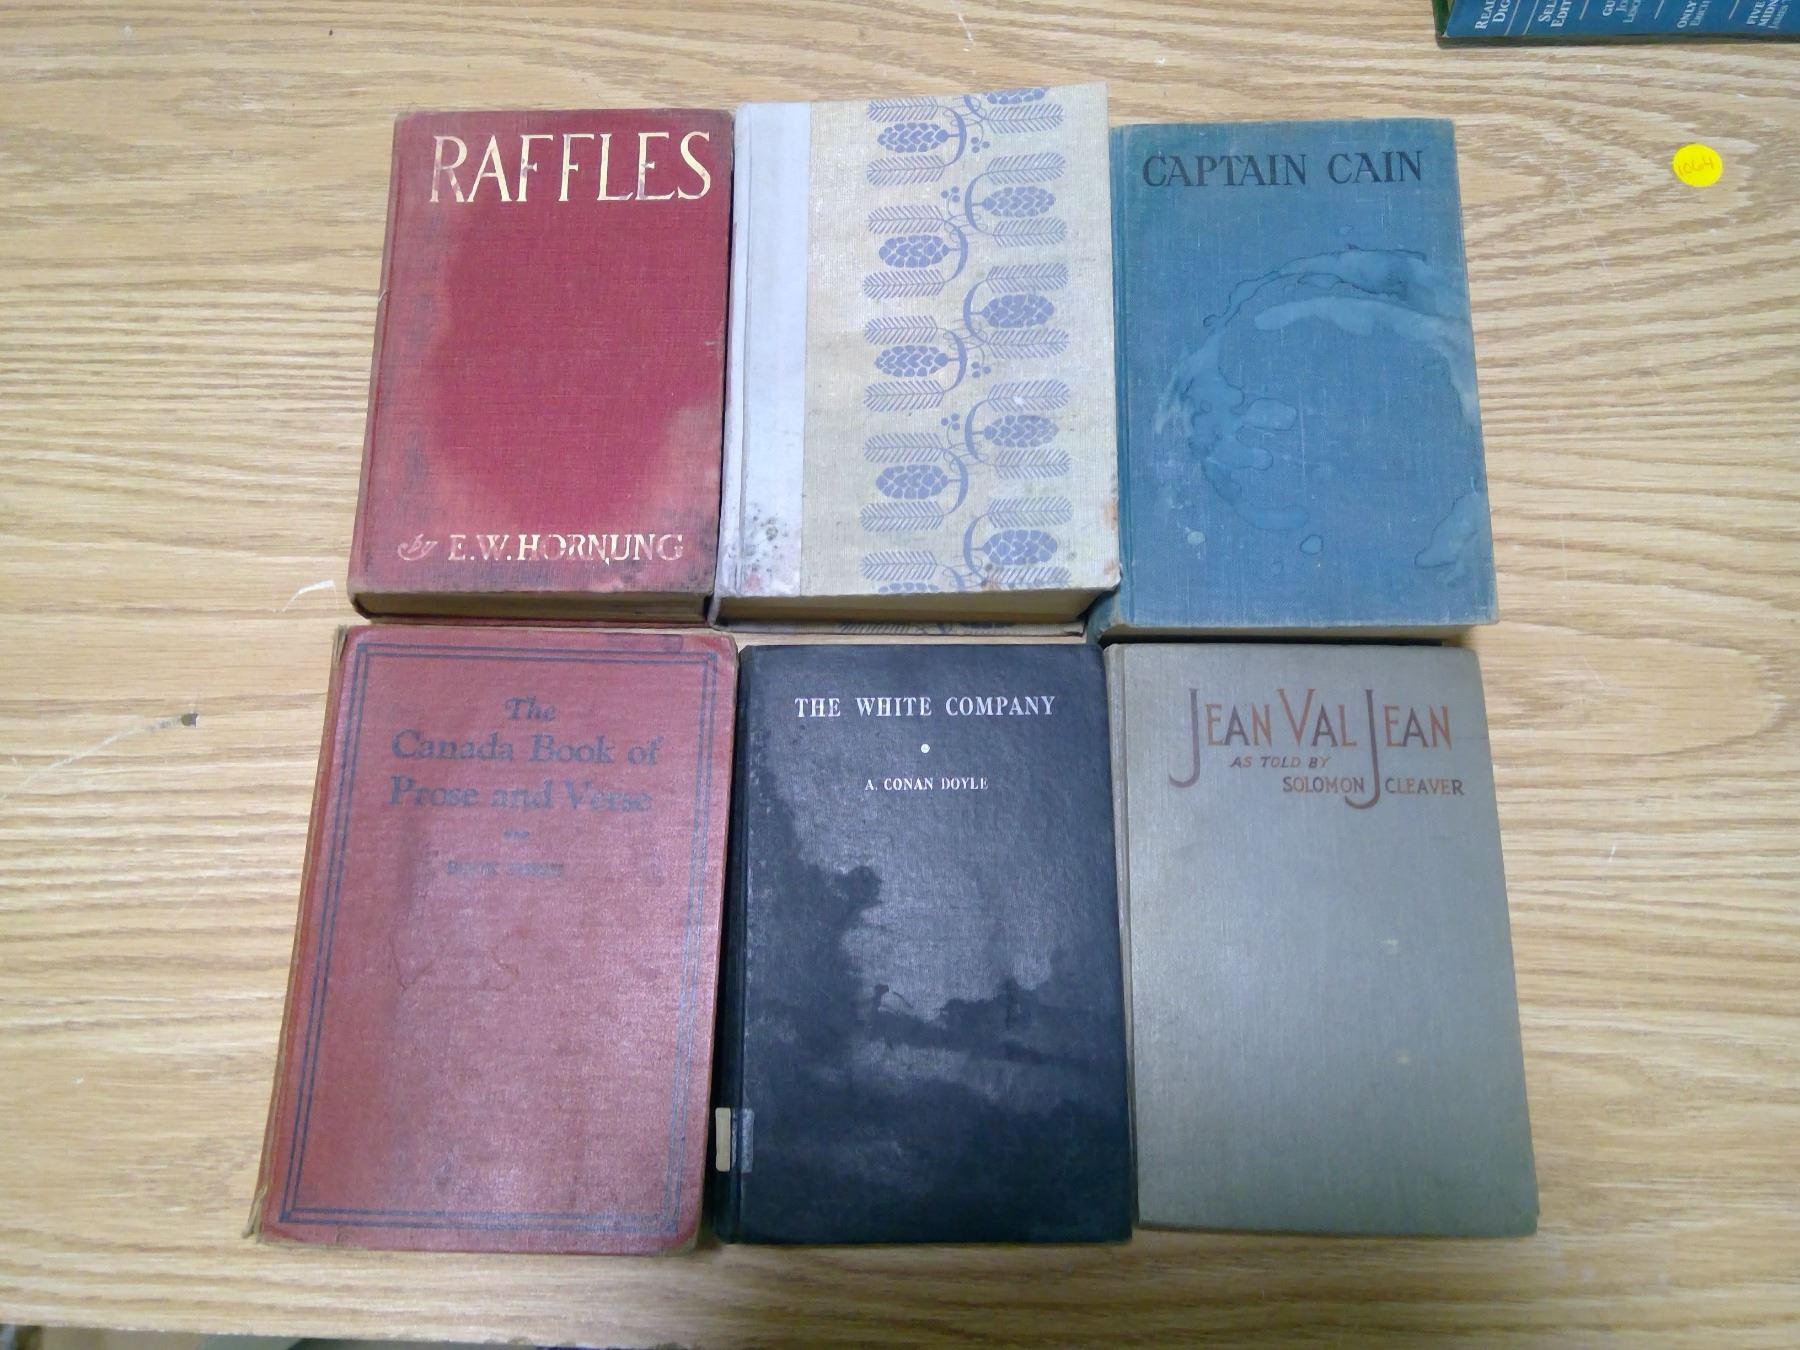 RAFFLES
by E.W. HORNUNG
CAPTAIN CAIN
1064
The
Canada Book of
Prose and Verse
THE WHITE COMPANY
A. CONAN DOYLE
JEAN VAL JEAN
AS TOLD BY
SOLOMON CLEAVER